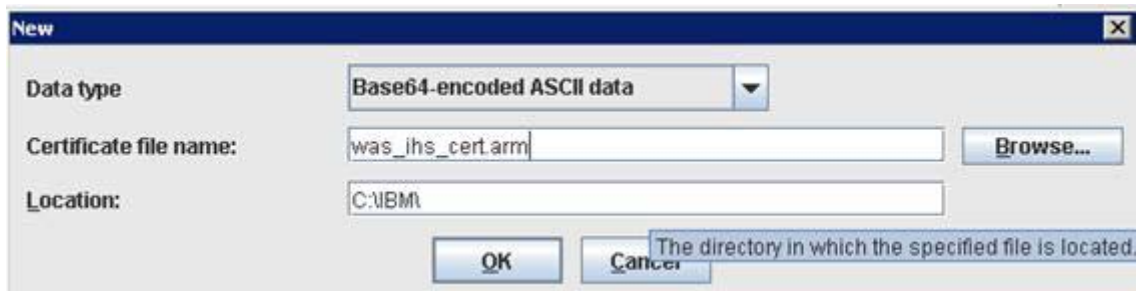 New
Data type Base64-encoded ASCII data
Certificate file name: was_ihs_cert.arm Browse...
Location: C:\IBM\
OK Cancel The directory in which the specified file is located.